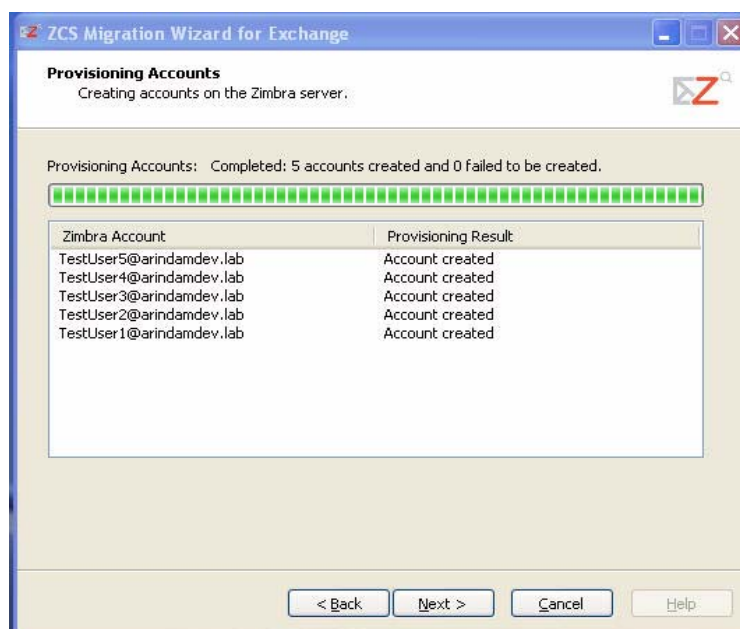 ZCS Migration Wizard for Exchange
Provisioning Accounts
Creating accounts on the Zimbra server.
Provisioning Accounts: Completed: 5 accounts created and 0 failed to be created.
Zimbra Account Provisioning Result
TestUser5@arindamdev.lab Account created
TestUser4@arindamdev.lab Account created
TestUser3@arindamdev.lab Account created
TestUser2@arindamdev.lab Account created
TestUser1@arindamdev.lab Account created
< Back Next > Cancel Help